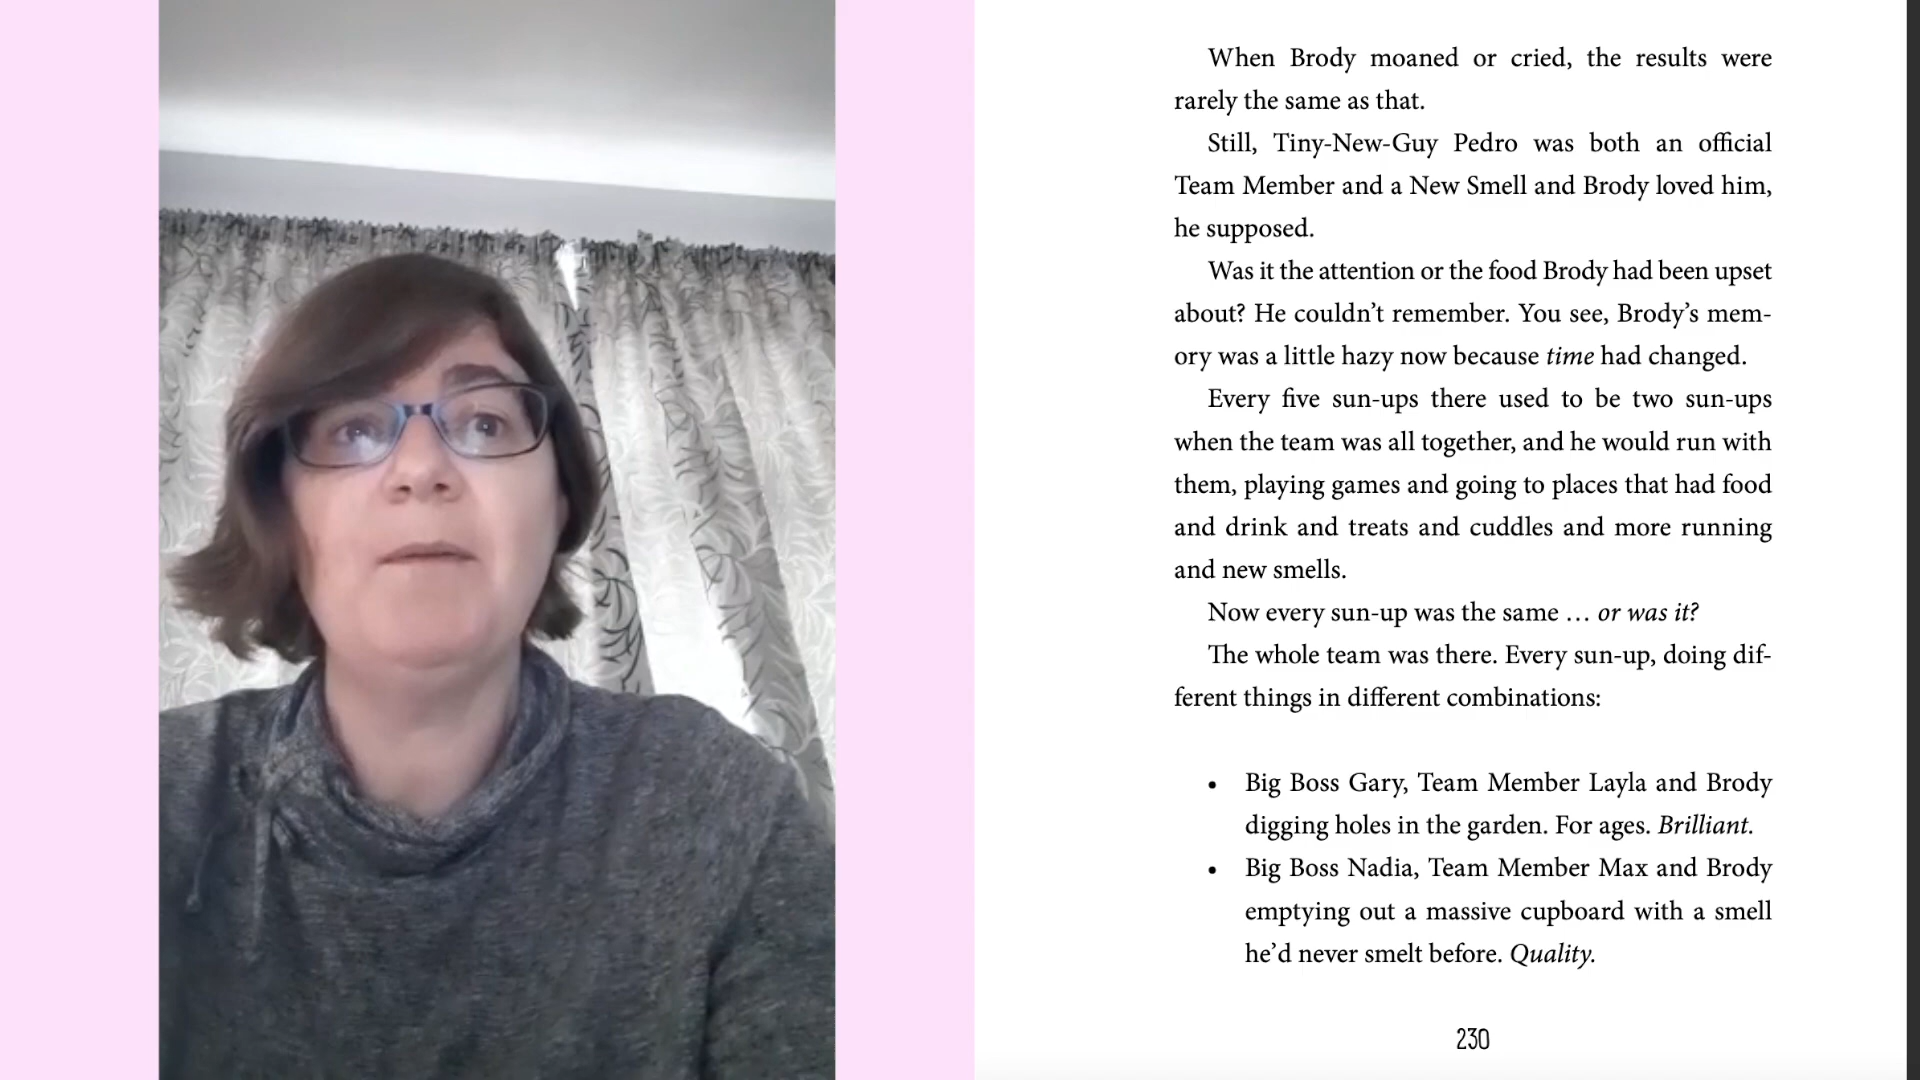 When Brody moaned or cried, the results were
rarely the same as that.
Still, Tiny-New-Guy Pedro was both an official
Team Member and a New Smell and Brody loved him,
he supposed.
Was it the attention or the food Brody had been upset
about? He couldn’t remember. You see, Brody’s mem-
ory was a little hazy now because time had changed.
Every five sun-ups there used to be two sun-ups
when the team was all together, and he would run with
them, playing games and going to places that had food
and drink and treats and cuddles and more running
and new smells.
Now every sun-up was the same … or was it?
The whole team was there. Every sun-up, doing dif-
ferent things in different combinations:
• Big Boss Gary, Team Member Layla and Brody
digging holes in the garden. For ages. Brilliant.
• Big Boss Nadia, Team Member Max and Brody
emptying out a massive cupboard with a smell
he’d never smelt before. Quality.
230